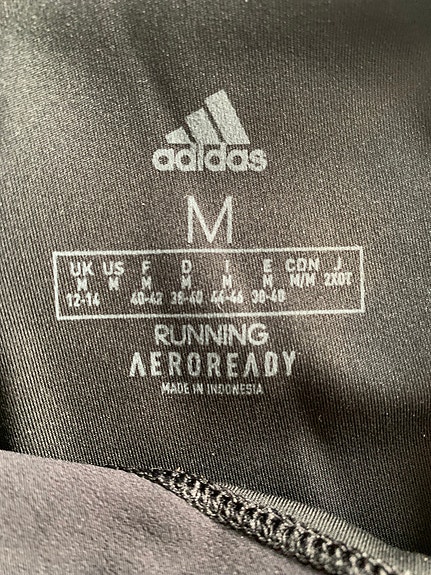 adidas
M
UK US F D I E CDN J
M M M M M M M/M 2XOT
12-14 40-42 38-40 44-46 38-40
RUNNING
AEROREADY
MADE IN INDONESIA